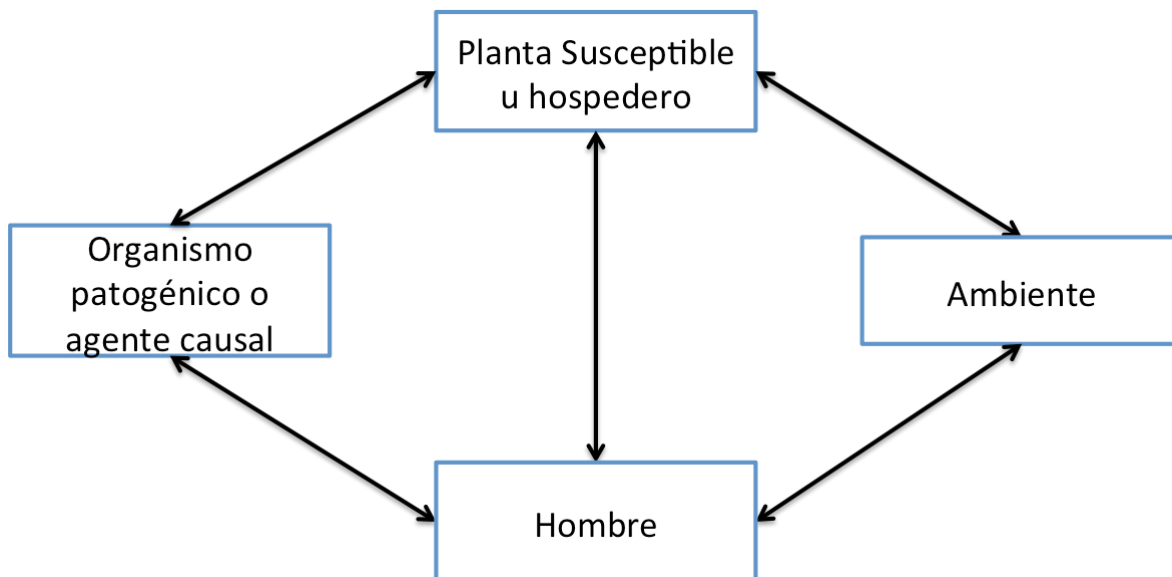 Planta Susceptible
u hospedero
Organismo
patogénico o
agente causal
Ambiente
Hombre